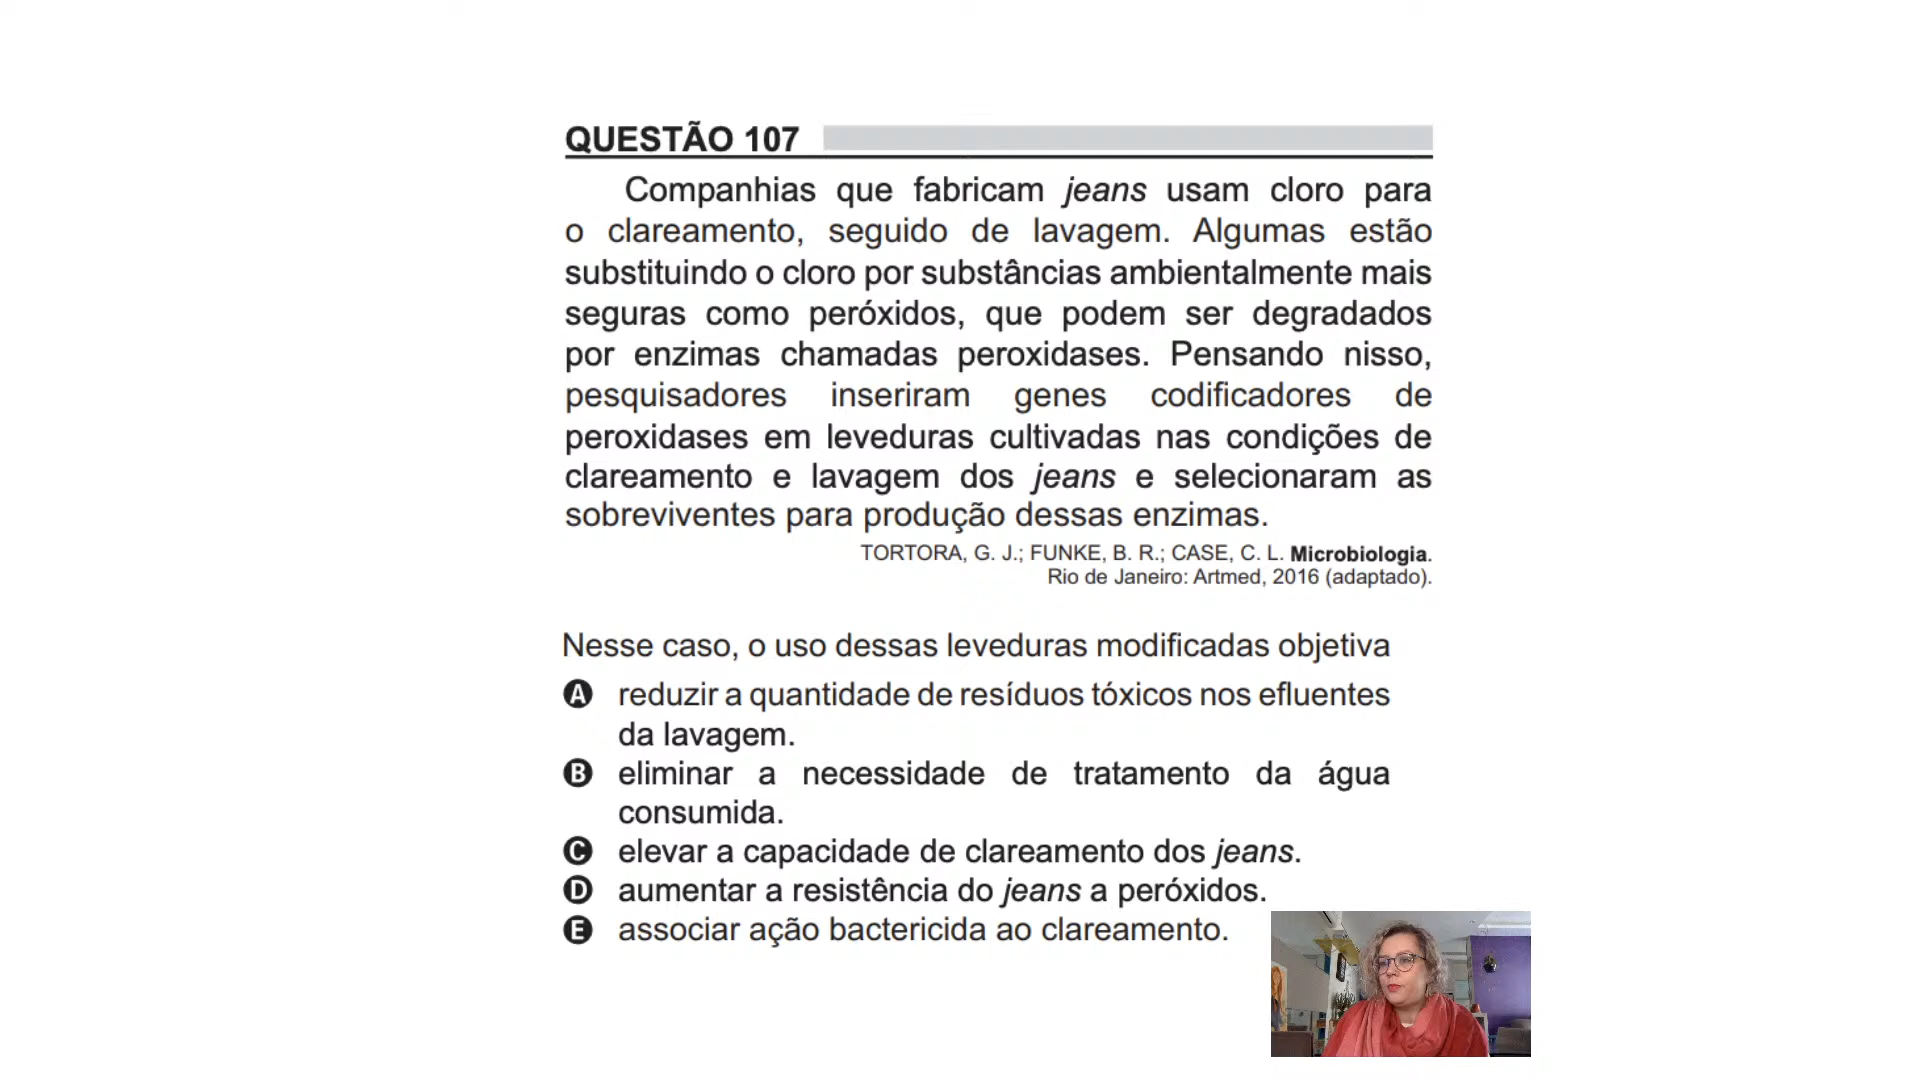 QUESTÃO 107
Companhias que fabricam jeans usam cloro para
o clareamento, seguido de lavagem. Algumas estão
substituindo o cloro por substâncias ambientalmente mais
seguras como peróxidos, que podem ser degradados
por enzimas chamadas peroxidases. Pensando nisso,
pesquisadores inseriram genes codificadores de
peroxidases em leveduras cultivadas nas condições de
clareamento e lavagem dos jeans e selecionaram as
sobreviventes para produção dessas enzimas.
TORTORA, G. J.; FUNKE, B. R.; CASE, C. L. Microbiologia.
Rio de Janeiro: Artmed, 2016 (adaptado).
Nesse caso, o uso dessas leveduras modificadas objetiva
A reduzir a quantidade de resíduos tóxicos nos efluentes
da lavagem.
B eliminar a necessidade de tratamento da água
consumida.
C elevar a capacidade de clareamento dos jeans.
D aumentar a resistência do jeans a peróxidos.
E associar ação bactericida ao clareamento.